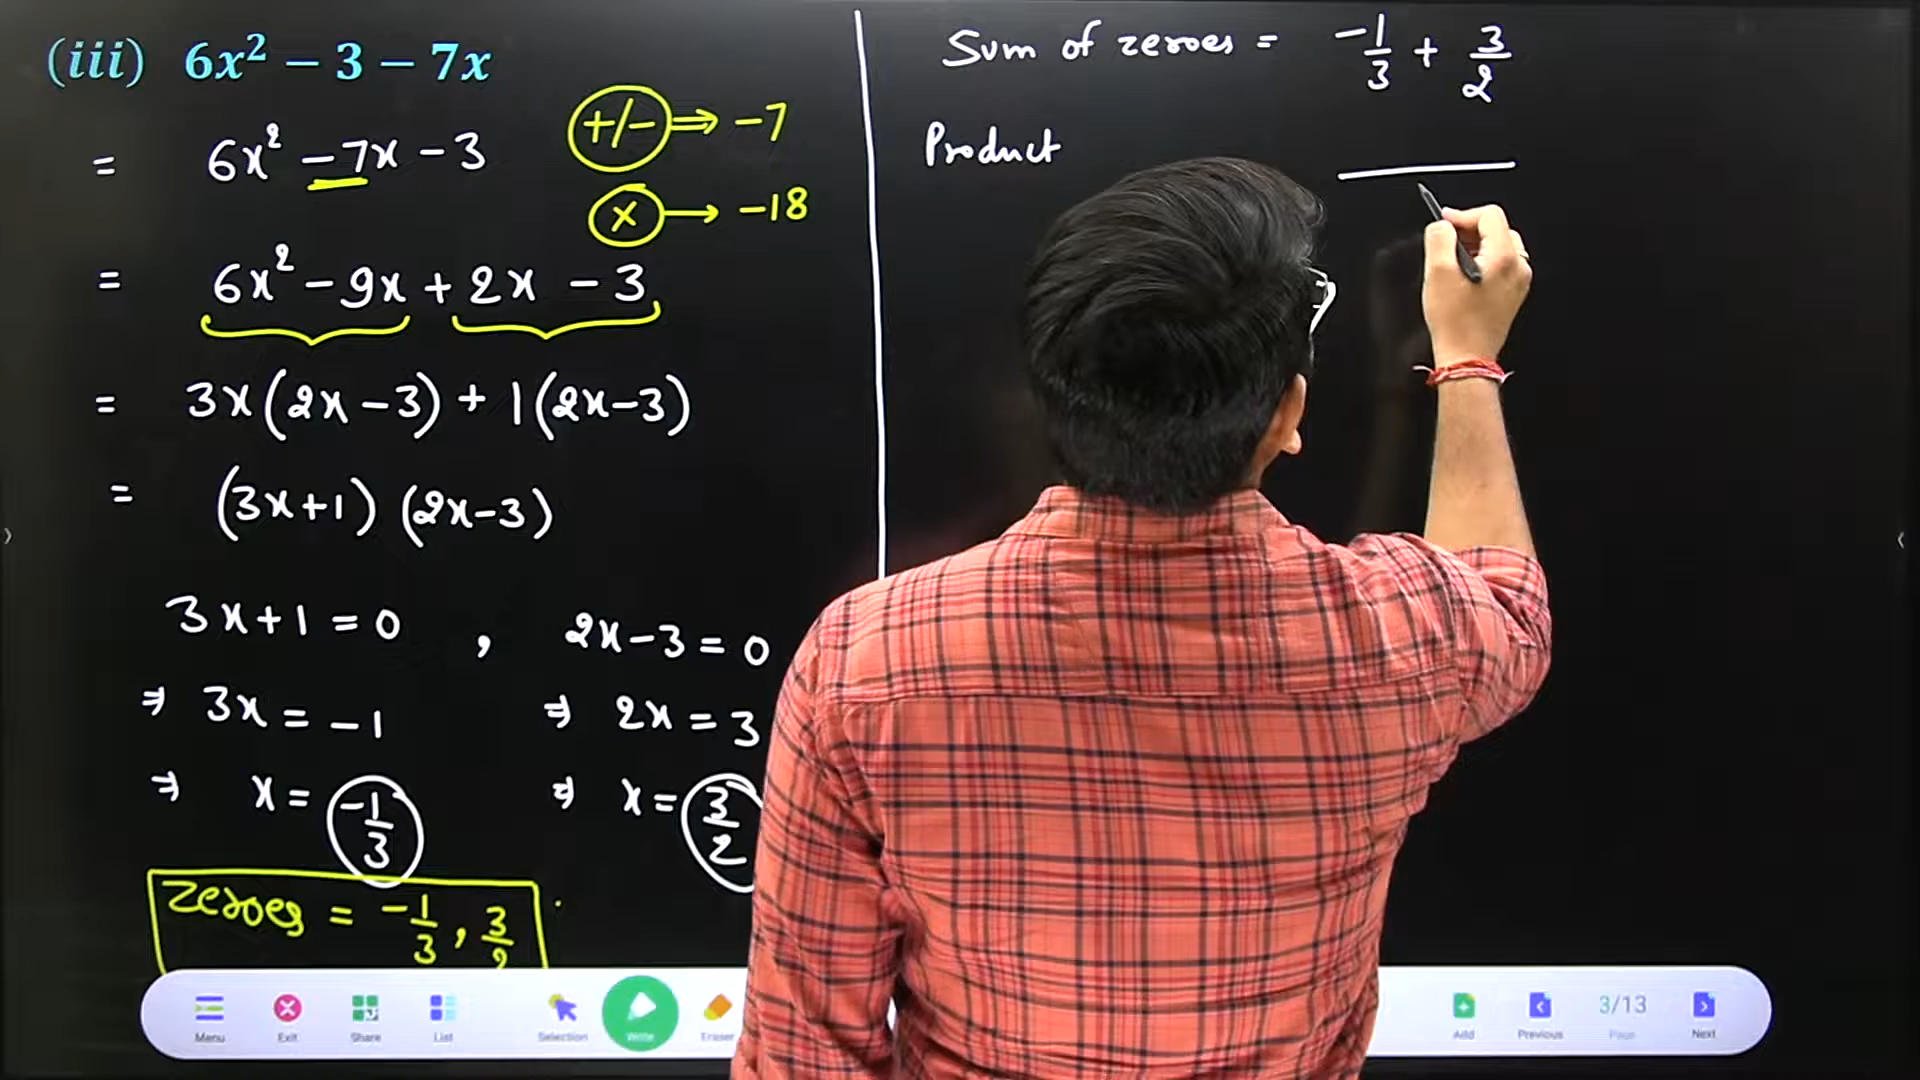 (iii) 6x² − 3 − 7x
= 6x² −7x − 3
+/- ⇒ −7
× → −18
= 6x² − 9x + 2x − 3
= 3x(2x − 3) + 1(2x−3)
= (3x+1) (2x−3)
3x+1 = 0 , 2x−3 = 0
⇒ 3x = −1 ⇒ 2x = 3
⇒ x = −1/3 ⇒ x = 3/2
zeroes = −1/3, 3/2
Sum of zeroes = −1/3 + 3/2
Product
Menu Exit Share List Selection Write Eraser Add Previous 3/13 Page Next